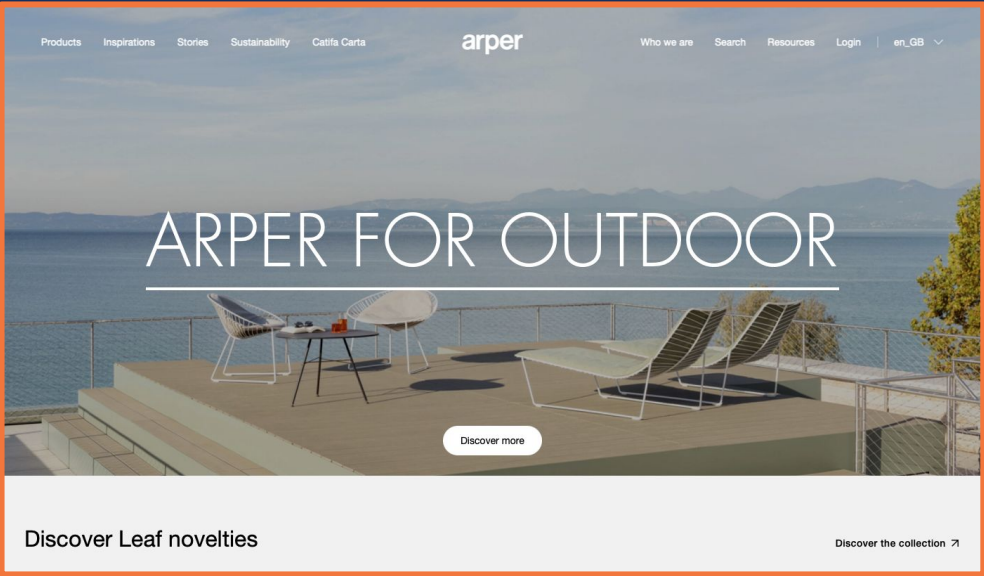 Products Inspirations Stories Sustainability Catifa Carta arper Who we are Search Resources Login en_GB
ARPER FOR OUTDOOR
Discover more
Discover Leaf novelties Discover the collection